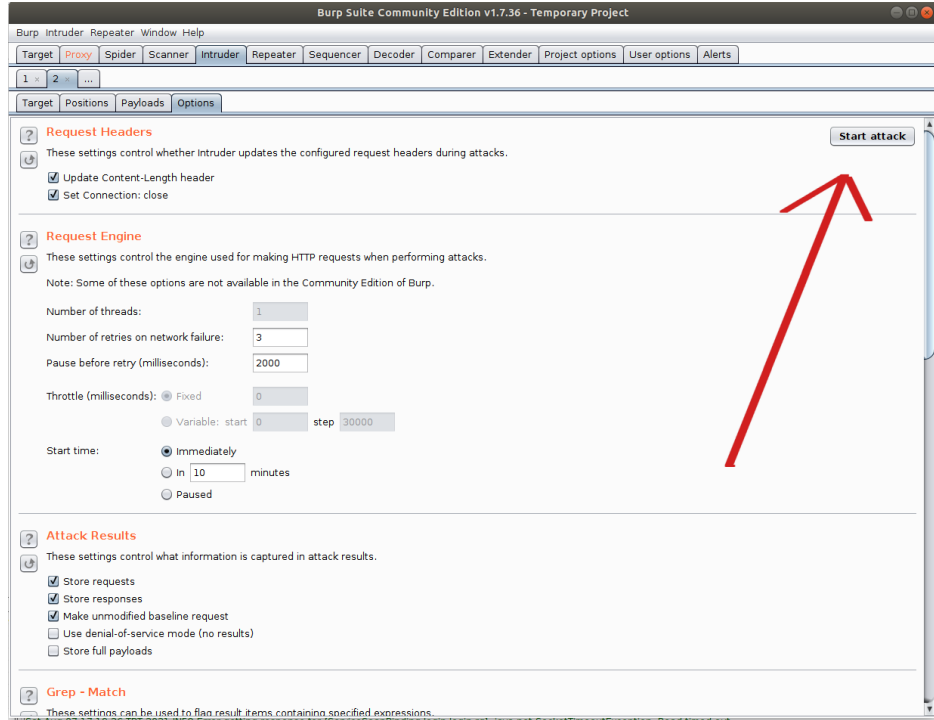 Burp Suite Community Edition v1.7.36 - Temporary Project
Burp Intruder Repeater Window Help
Target Proxy Spider Scanner Intruder Repeater Sequencer Decoder Comparer Extender Project options User options Alerts
1 × 2 × ...
Target Positions Payloads Options
? Request Headers
Start attack
These settings control whether Intruder updates the configured request headers during attacks.
Update Content-Length header
Set Connection: close
? Request Engine
These settings control the engine used for making HTTP requests when performing attacks.
Note: Some of these options are not available in the Community Edition of Burp.
Number of threads: 1
Number of retries on network failure: 3
Pause before retry (milliseconds): 2000
Throttle (milliseconds): Fixed 0
Variable: start 0 step 30000
Start time: Immediately
In 10 minutes
Paused
? Attack Results
These settings control what information is captured in attack results.
Store requests
Store responses
Make unmodified baseline request
Use denial-of-service mode (no results)
Store full payloads
? Grep - Match
These settings can be used to flag result items containing specified expressions.